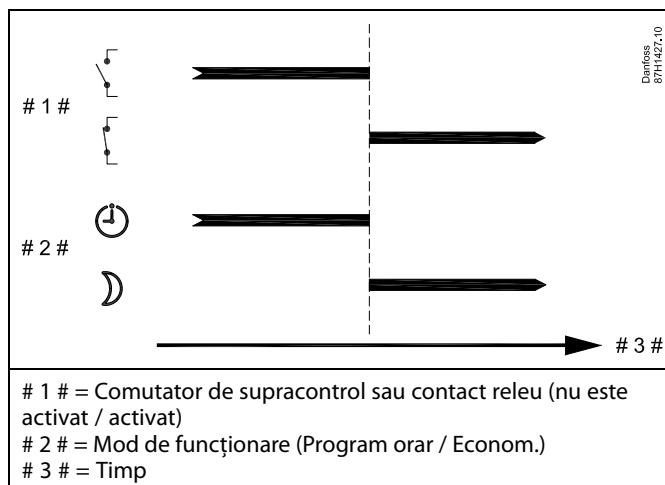 Danfoss
87H1427.10
# 1 #
# 2 #
# 3 #
# 1 # = Comutator de supracontrol sau contact releu (nu este
activat / activat)
# 2 # = Mod de funcționare (Program orar / Econom.)
# 3 # = Timp